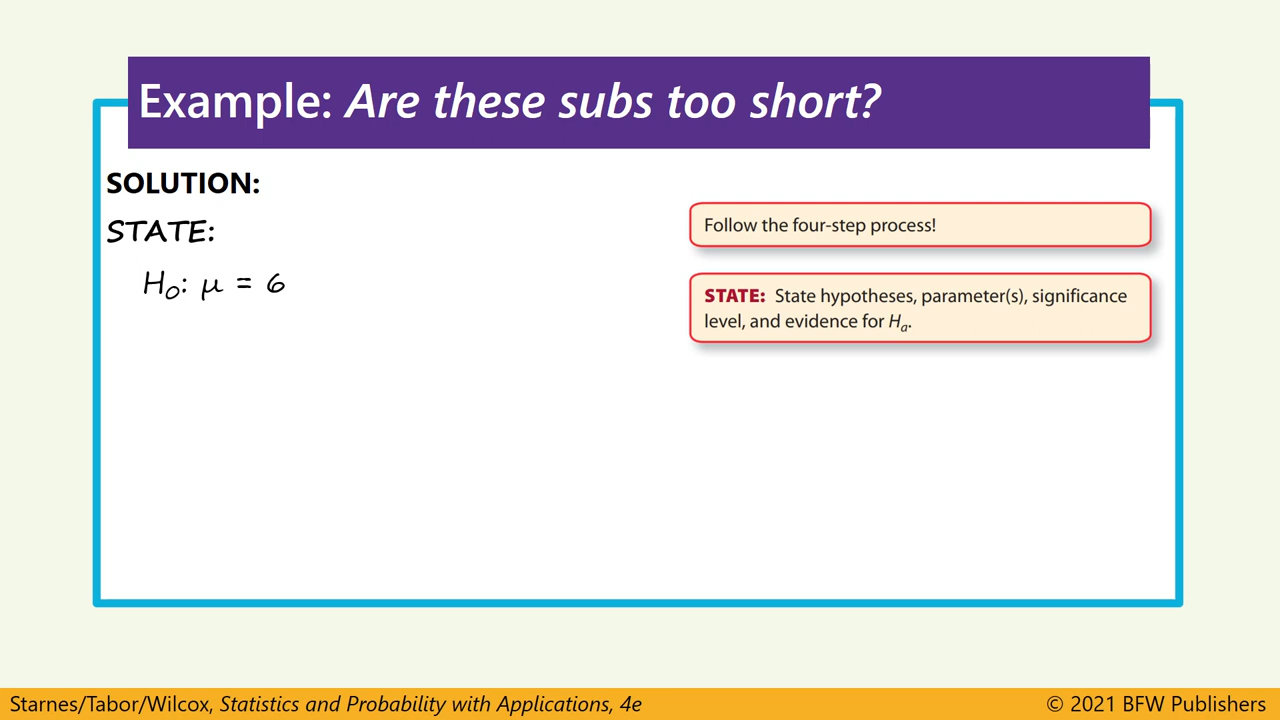 Example: Are these subs too short?
SOLUTION:
STATE:
H₀: μ = 6
Follow the four-step process!
STATE: State hypotheses, parameter(s), significance
level, and evidence for Hₐ.
Starnes/Tabor/Wilcox, Statistics and Probability with Applications, 4e
© 2021 BFW Publishers